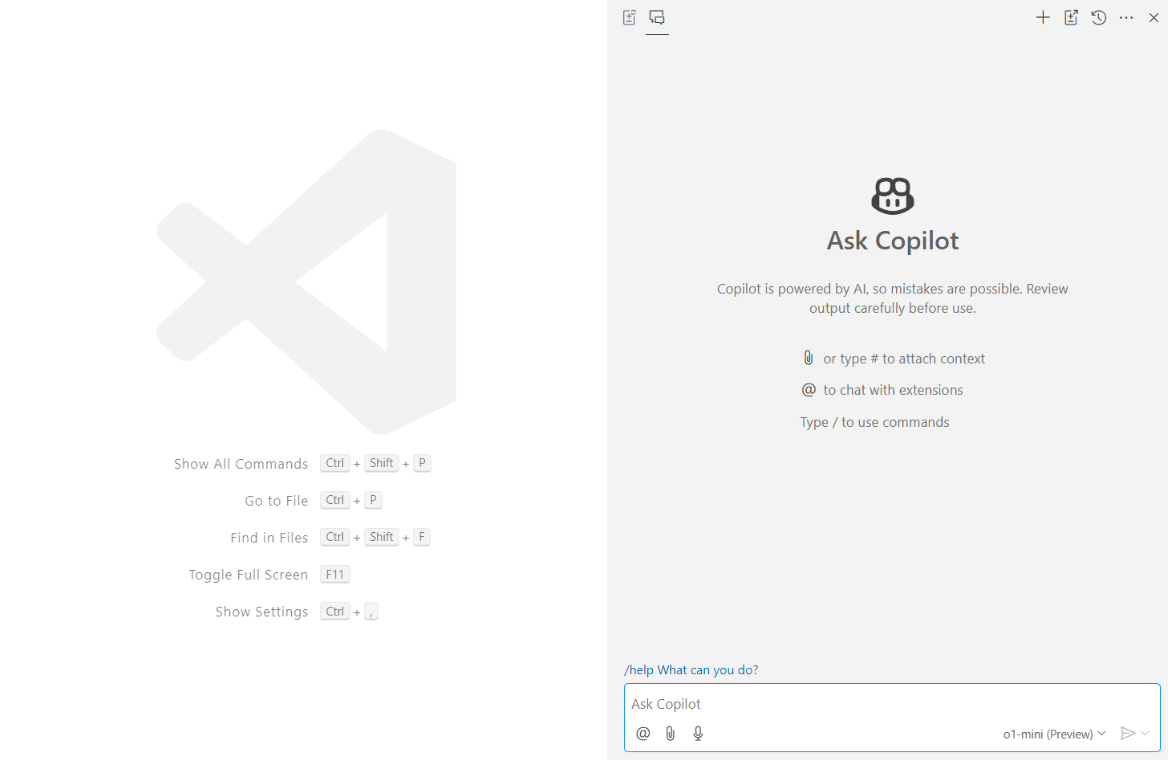 Show All Commands Ctrl + Shift + P
Go to File Ctrl + P
Find in Files Ctrl + Shift + F
Toggle Full Screen F11
Show Settings Ctrl + ,
Ask Copilot
Copilot is powered by AI, so mistakes are possible. Review
output carefully before use.
or type # to attach context
@ to chat with extensions
Type / to use commands
/help What can you do?
Ask Copilot
@ o1-mini (Preview)